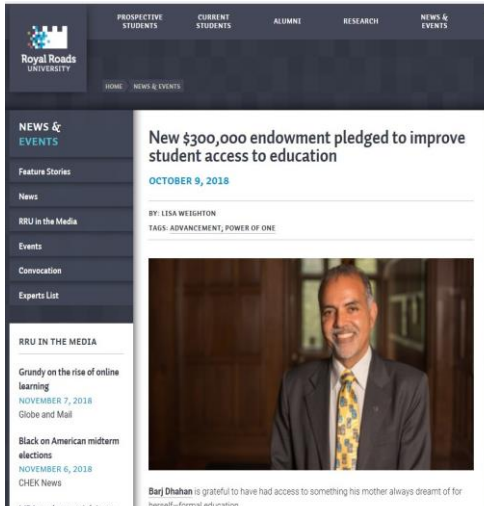 PROSPECTIVE
STUDENTS
CURRENT
STUDENTS
ALUMNI
RESEARCH
NEWS &
EVENTS
Royal Roads
UNIVERSITY
HOME
NEWS & EVENTS
NEWS &
EVENTS
Feature Stories
News
RRU in the Media
Events
Convocation
Experts List
RRU IN THE MEDIA
Grundy on the rise of online
learning
NOVEMBER 7, 2018
Globe and Mail
Black on American midterm
elections
NOVEMBER 6, 2018
CHEK News
New $300,000 endowment pledged to improve
student access to education
OCTOBER 9, 2018
BY: LISA WEIGHTON
TAGS: ADVANCEMENT, POWER OF ONE
Barj Dhahan is grateful to have had access to something his mother always dreamt of for
herself—formal education